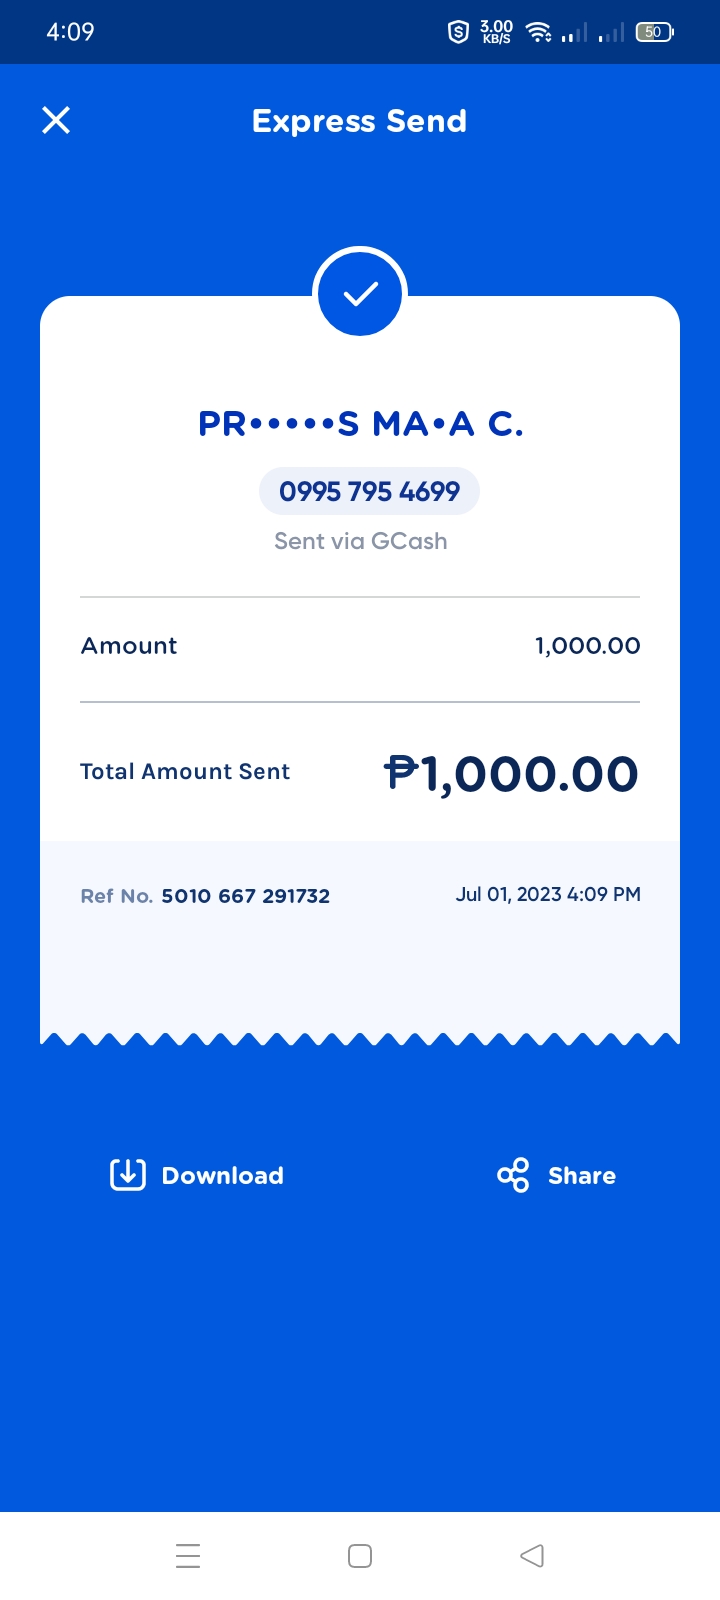 4:09
3.00
KB/S
50
Express Send
PR•••••S MA•A C.
0995 795 4699
Sent via GCash
Amount 1,000.00
Total Amount Sent ₱1,000.00
Ref No. 5010 667 291732 Jul 01, 2023 4:09 PM
Download Share